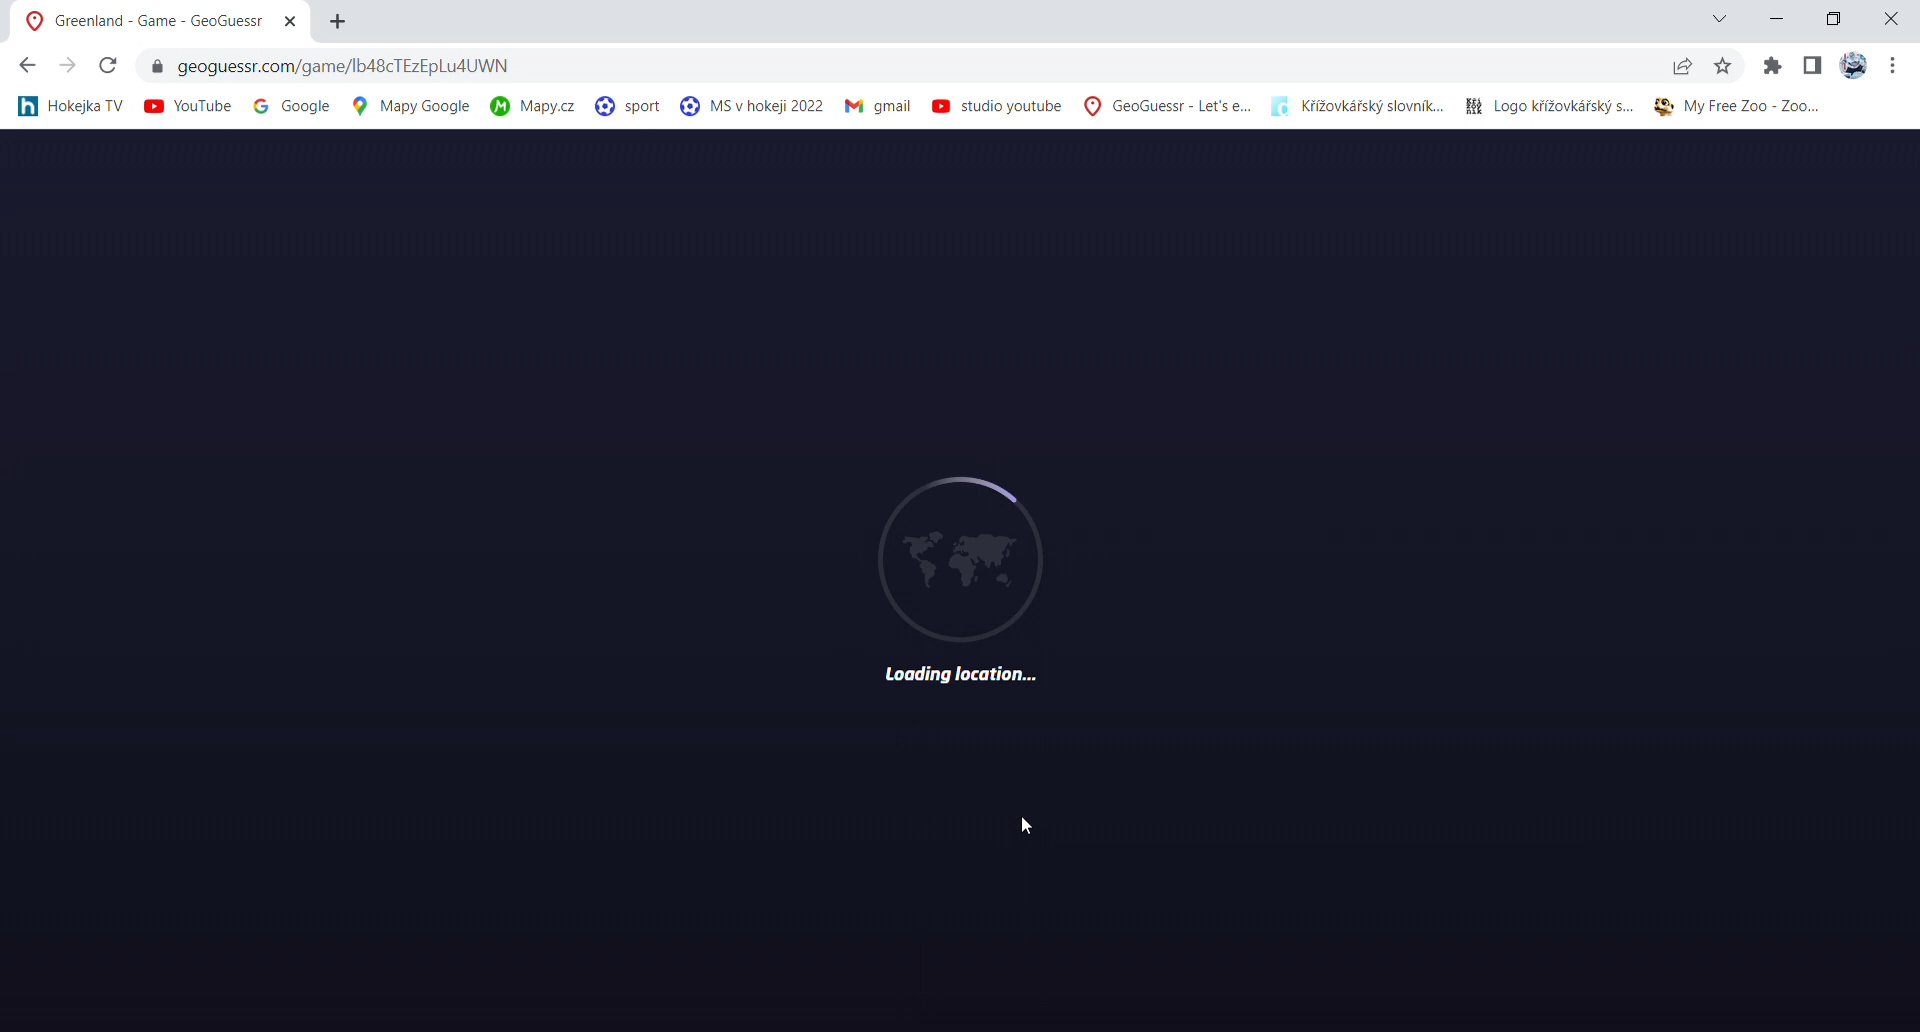 Greenland - Game - GeoGuessr
geoguessr.com/game/lb48cTEzEpLu4UWN
Hokejka TV YouTube Google Mapy Google Mapy.cz sport MS v hokeji 2022 gmail studio youtube GeoGuessr - Let's e... Křížovkářský slovník... Logo křížovkářský s... My Free Zoo - Zoo...
Loading location...